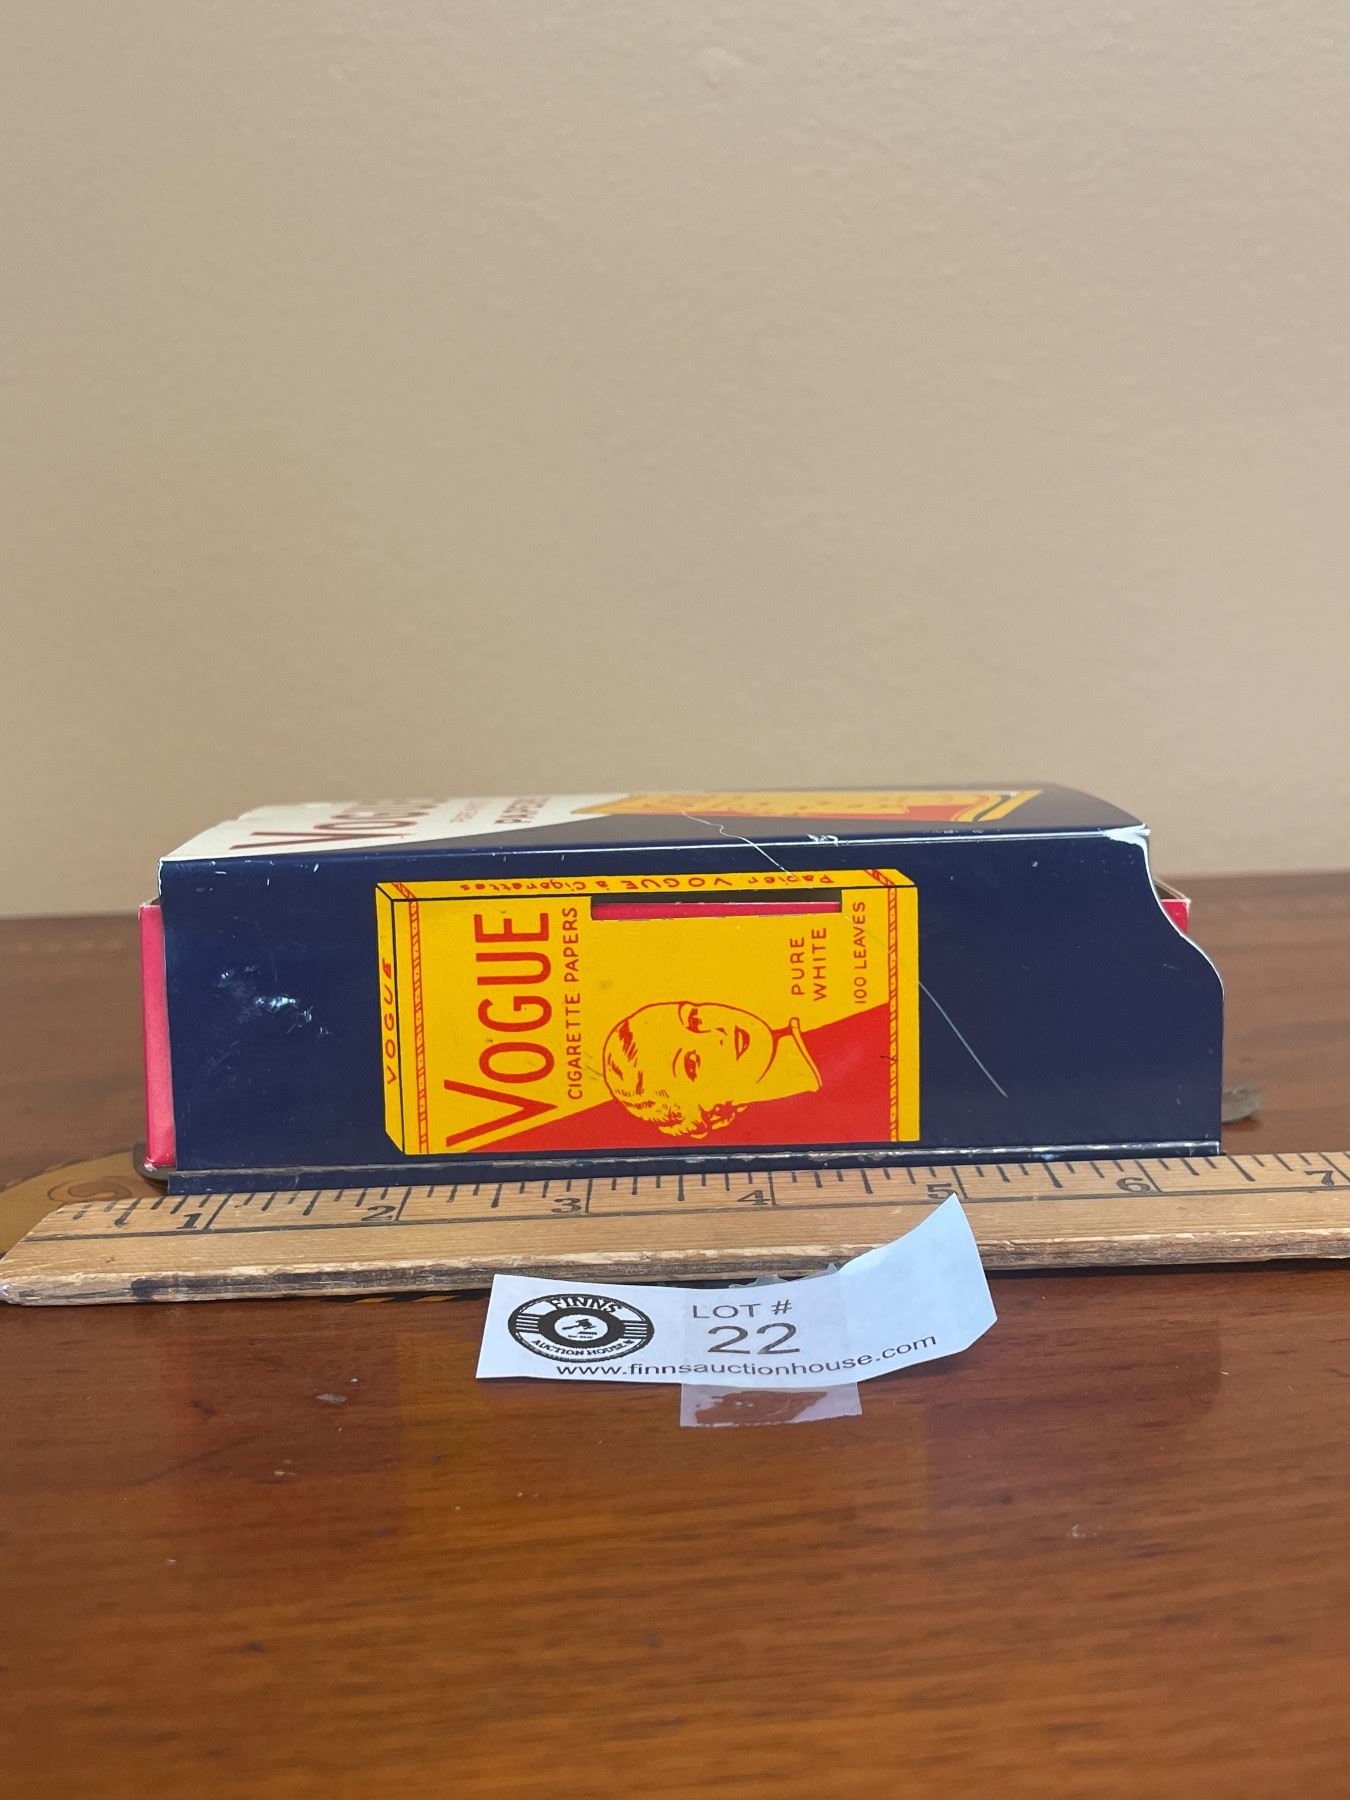 VOGUE
PAPERS
Papier VOGUE à Cigarettes
VOGUE
VOGUE
CIGARETTE PAPERS
PURE
WHITE
100 LEAVES
1 2 3 4 5 6 7
FINNS
AUCTION HOUSE
LOT #
22
www.finnsauctionhouse.com